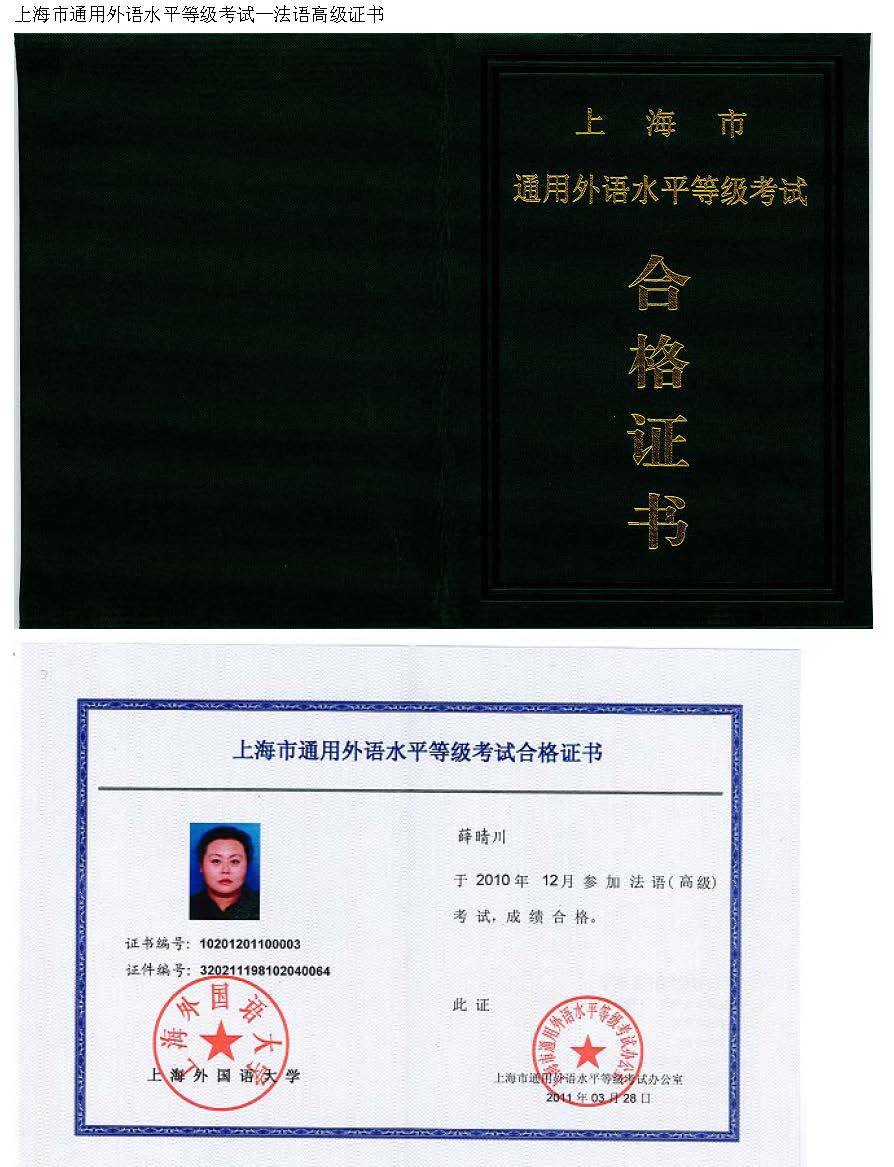 上海市通用外语水平等级考试—法语高级证书
上海市
通用外语水平等级考试
合
格
证
书
上海市通用外语水平等级考试合格证书
薛晴川
于 2010 年 12月 参 加 法 语( 高 级)
考 试, 成 绩 合 格。
证书编号: 10201201100003
证件编号: 320211198102040064
此 证
上海外国语大学
上海市通用外语水平等级考试办公室
上 海 外 国 语 大 学
上海市通用外语水平等级考试办公室
2011 年 03 月 28 日